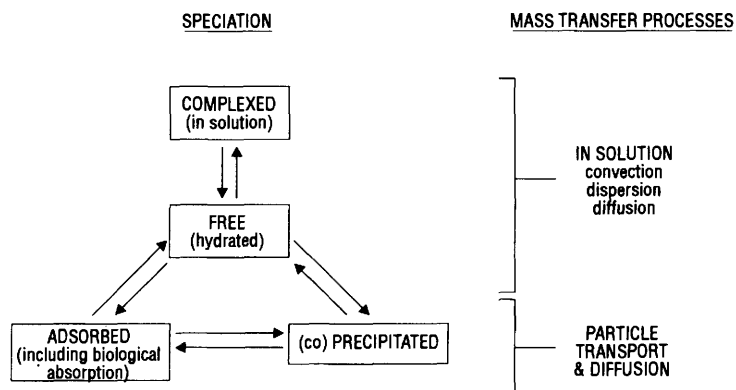 SPECIATION
MASS TRANSFER PROCESSES
COMPLEXED
(in solution)
FREE
(hydrated)
ADSORBED
(including biological
absorption)
(co) PRECIPITATED
IN SOLUTION
convection
dispersion
diffusion
PARTICLE
TRANSPORT
& DIFFUSION